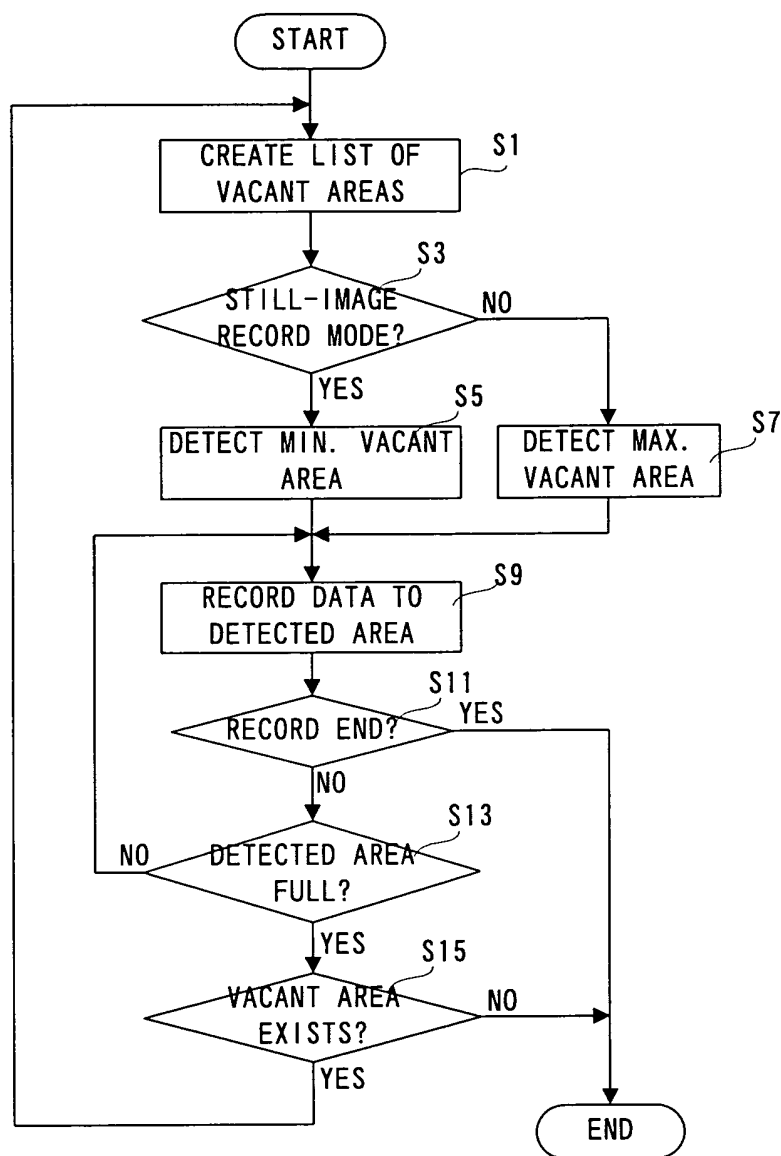 START
S1
CREATE LIST OF
VACANT AREAS
S3
STILL-IMAGE
RECORD MODE?
NO
YES
S5
DETECT MIN. VACANT
AREA
S7
DETECT MAX.
VACANT AREA
S9
RECORD DATA TO
DETECTED AREA
S11
RECORD END?
YES
NO
S13
DETECTED AREA
FULL?
NO
YES
S15
VACANT AREA
EXISTS?
NO
YES
END